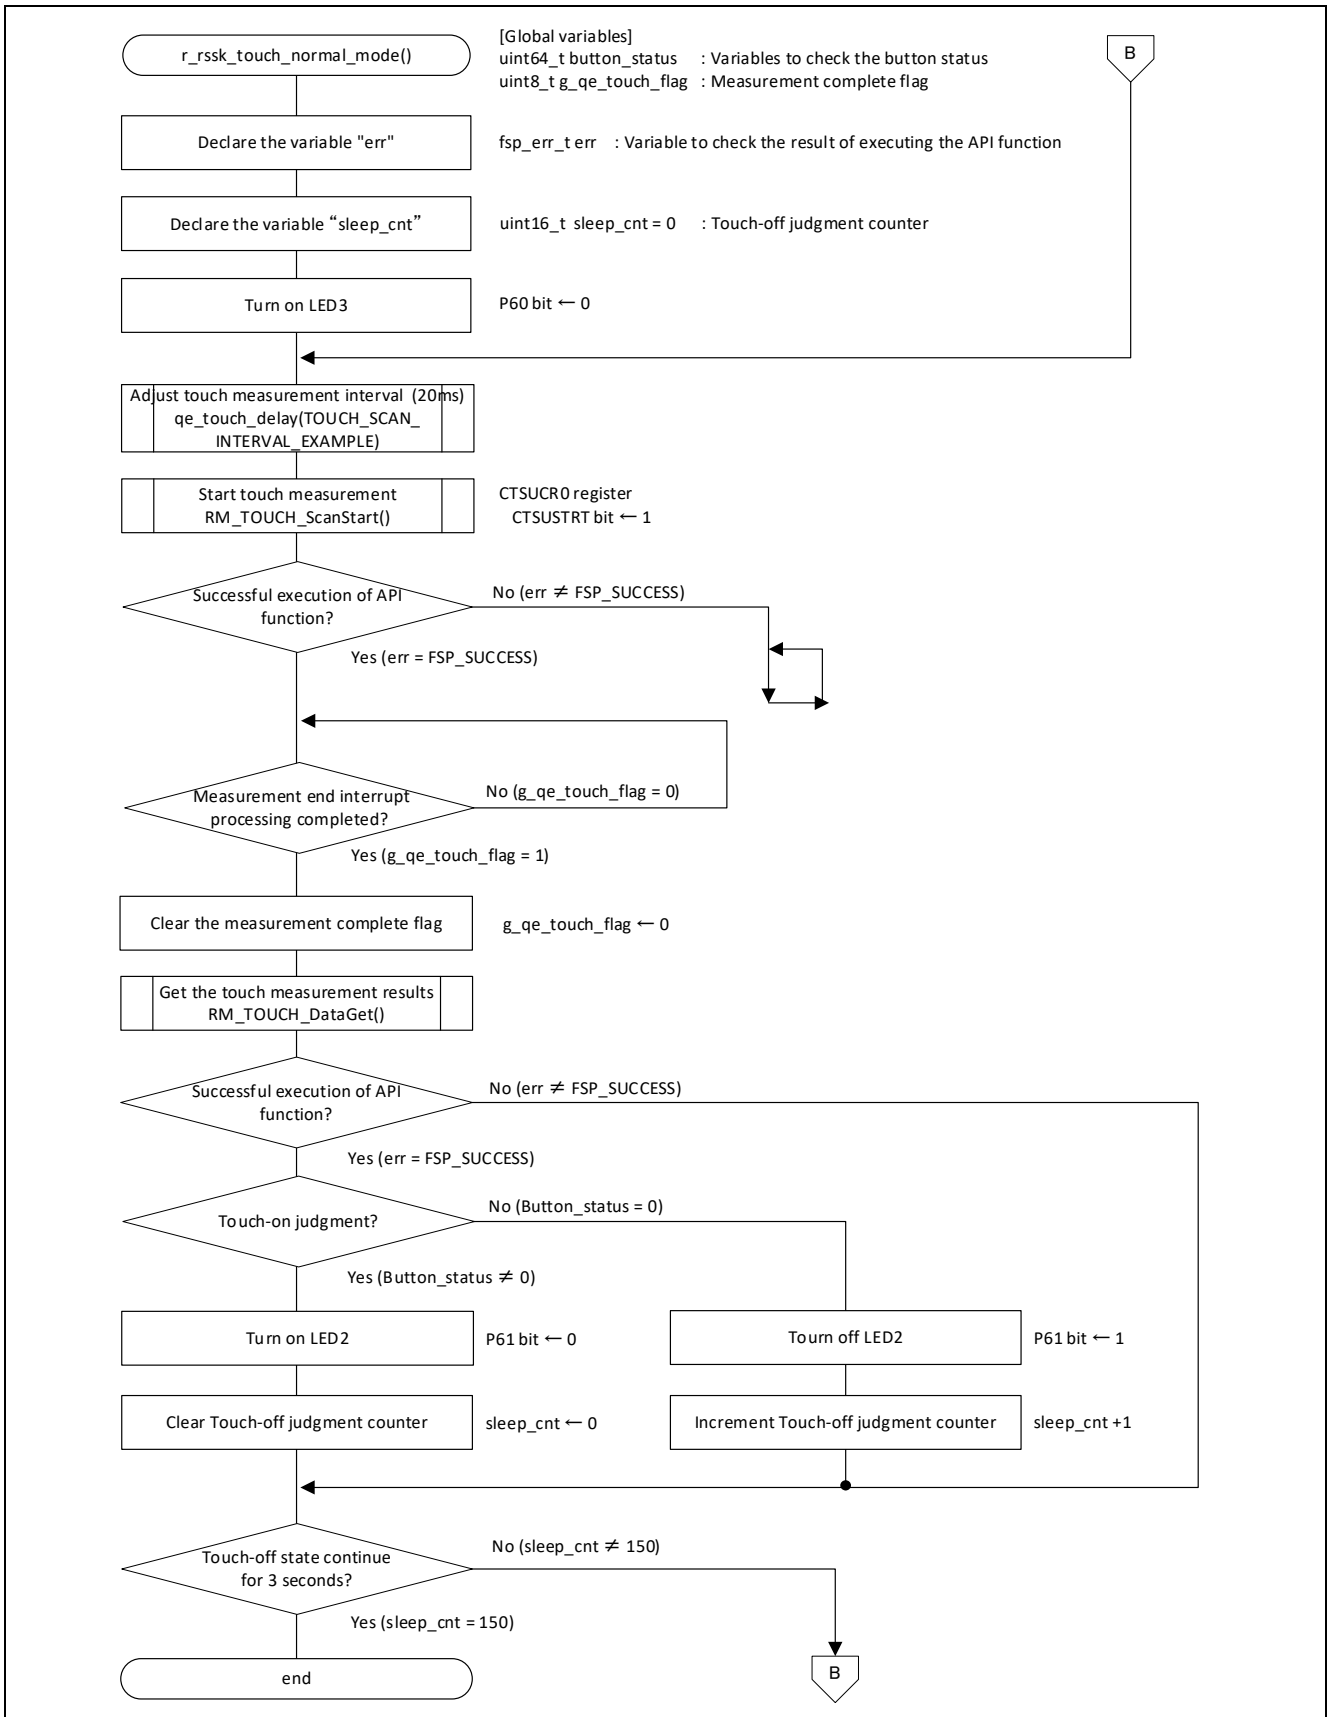 r_rssk_touch_normal_mode()
[Global variables]
uint64_t button_status : Variables to check the button status
uint8_t g_qe_touch_flag : Measurement complete flag
B
Declare the variable "err"
fsp_err_t err : Variable to check the result of executing the API function
Declare the variable “sleep_cnt”
uint16_t sleep_cnt = 0 : Touch-off judgment counter
Turn on LED3
P60 bit ← 0
Adjust touch measurement interval (20ms)
qe_touch_delay(TOUCH_SCAN_
INTERVAL_EXAMPLE)
Start touch measurement
RM_TOUCH_ScanStart()
CTSUCR0 register
CTSUSTRT bit ← 1
Successful execution of API
function?
No (err ≠ FSP_SUCCESS)
Yes (err = FSP_SUCCESS)
Measurement end interrupt
processing completed?
No (g_qe_touch_flag = 0)
Yes (g_qe_touch_flag = 1)
Clear the measurement complete flag
g_qe_touch_flag ← 0
Get the touch measurement results
RM_TOUCH_DataGet()
Successful execution of API
function?
No (err ≠ FSP_SUCCESS)
Yes (err = FSP_SUCCESS)
Touch-on judgment?
No (Button_status = 0)
Yes (Button_status ≠ 0)
Turn on LED2
P61 bit ← 0
Tourn off LED2
P61 bit ← 1
Clear Touch-off judgment counter
sleep_cnt ← 0
Increment Touch-off judgment counter
sleep_cnt +1
Touch-off state continue
for 3 seconds?
No (sleep_cnt ≠ 150)
Yes (sleep_cnt = 150)
end
B